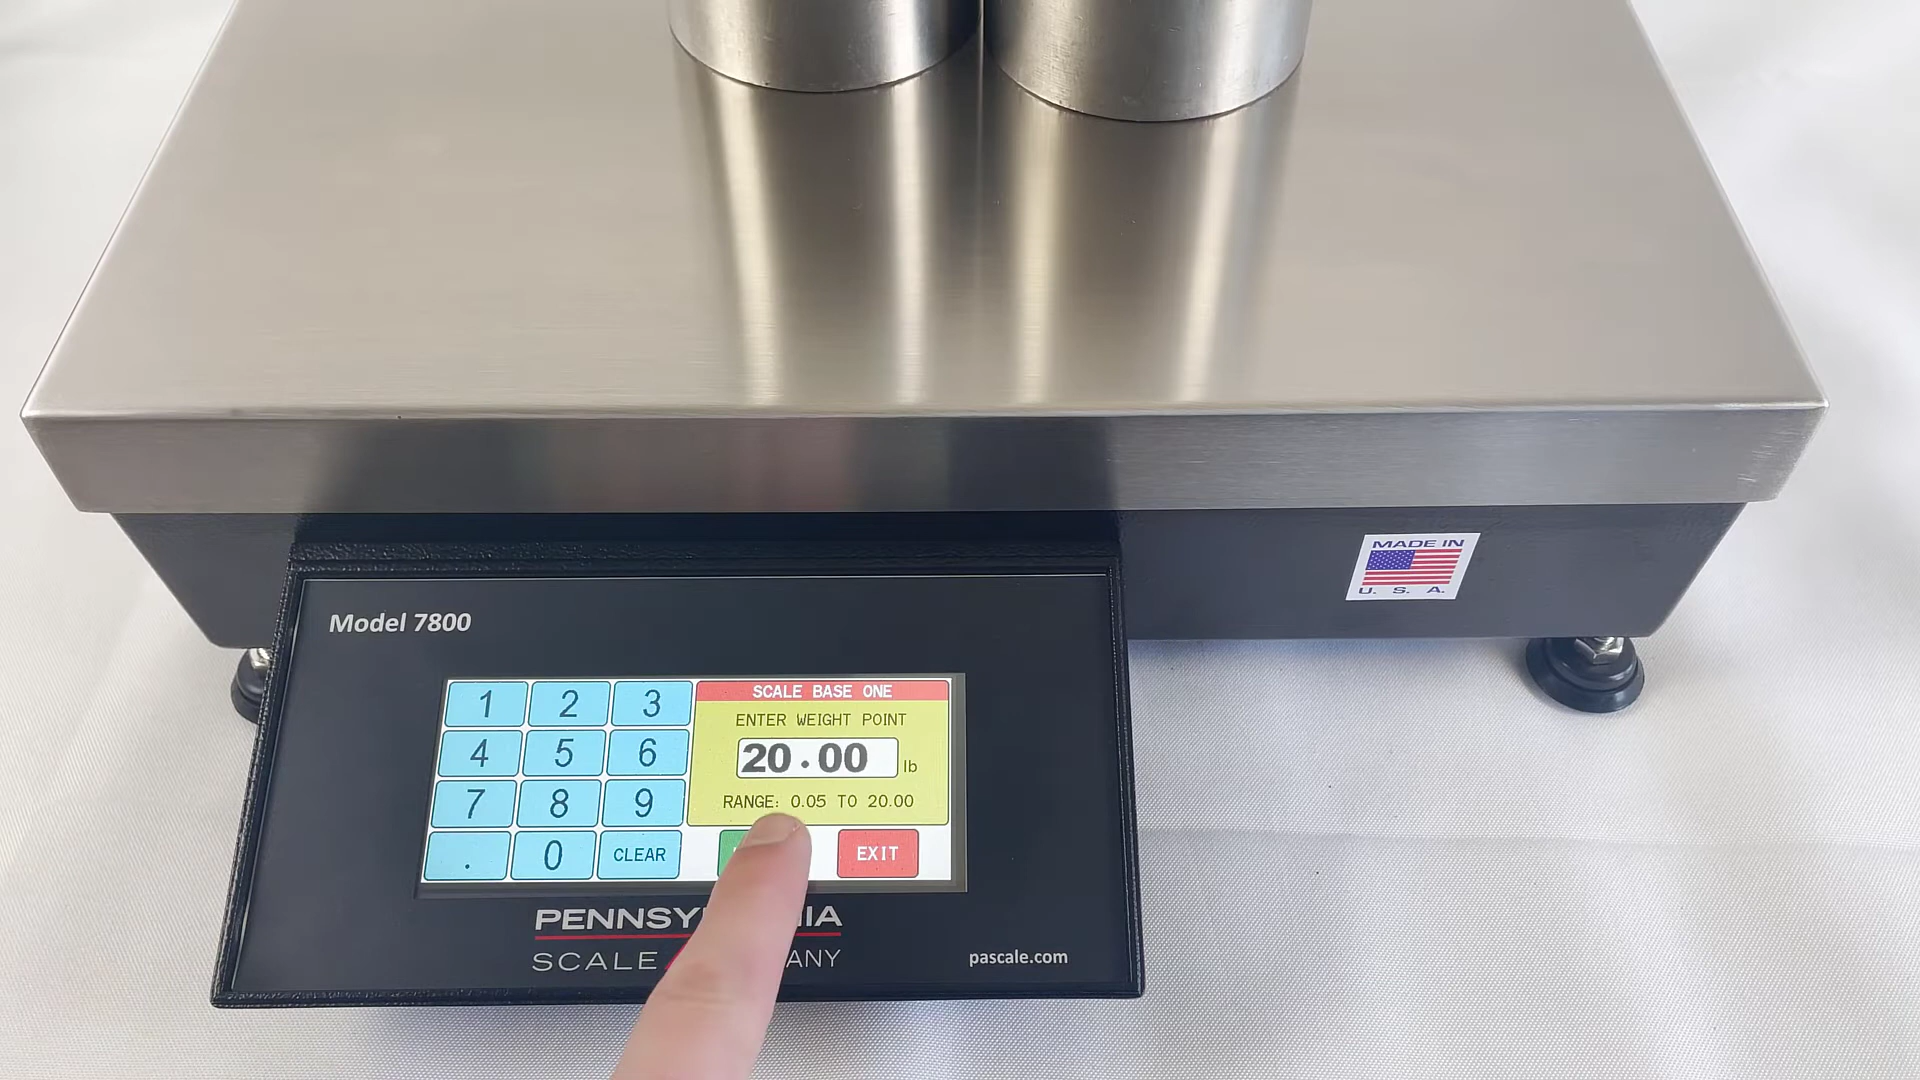 MADE IN
U. S. A.
Model 7800
1 2 3
4 5 6
7 8 9
. 0 CLEAR
SCALE BASE ONE
ENTER WEIGHT POINT
20.00 lb
RANGE: 0.05 TO 20.00
EXIT
SCALE
pascale.com